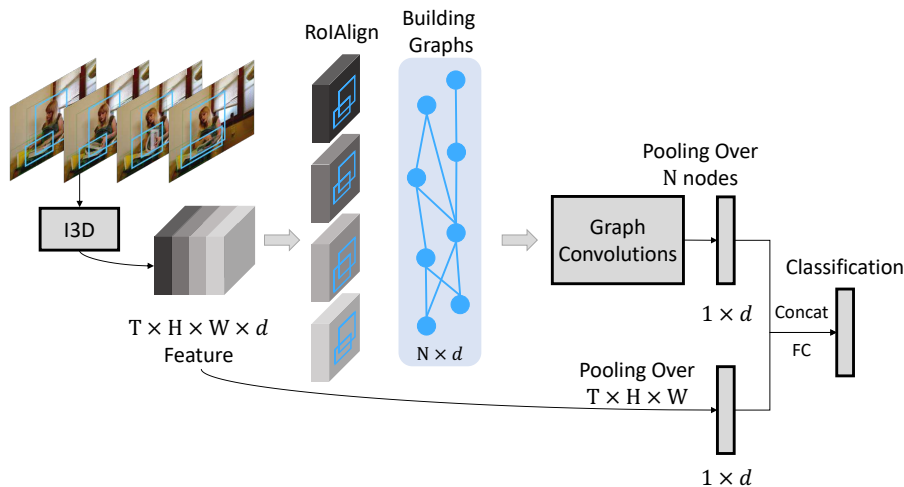 RoIAlign
Building
Graphs
I3D
T × H × W × d
Feature
N × d
Graph
Convolutions
Pooling Over
N nodes
1 × d
Pooling Over
T × H × W
1 × d
Concat
FC
Classification